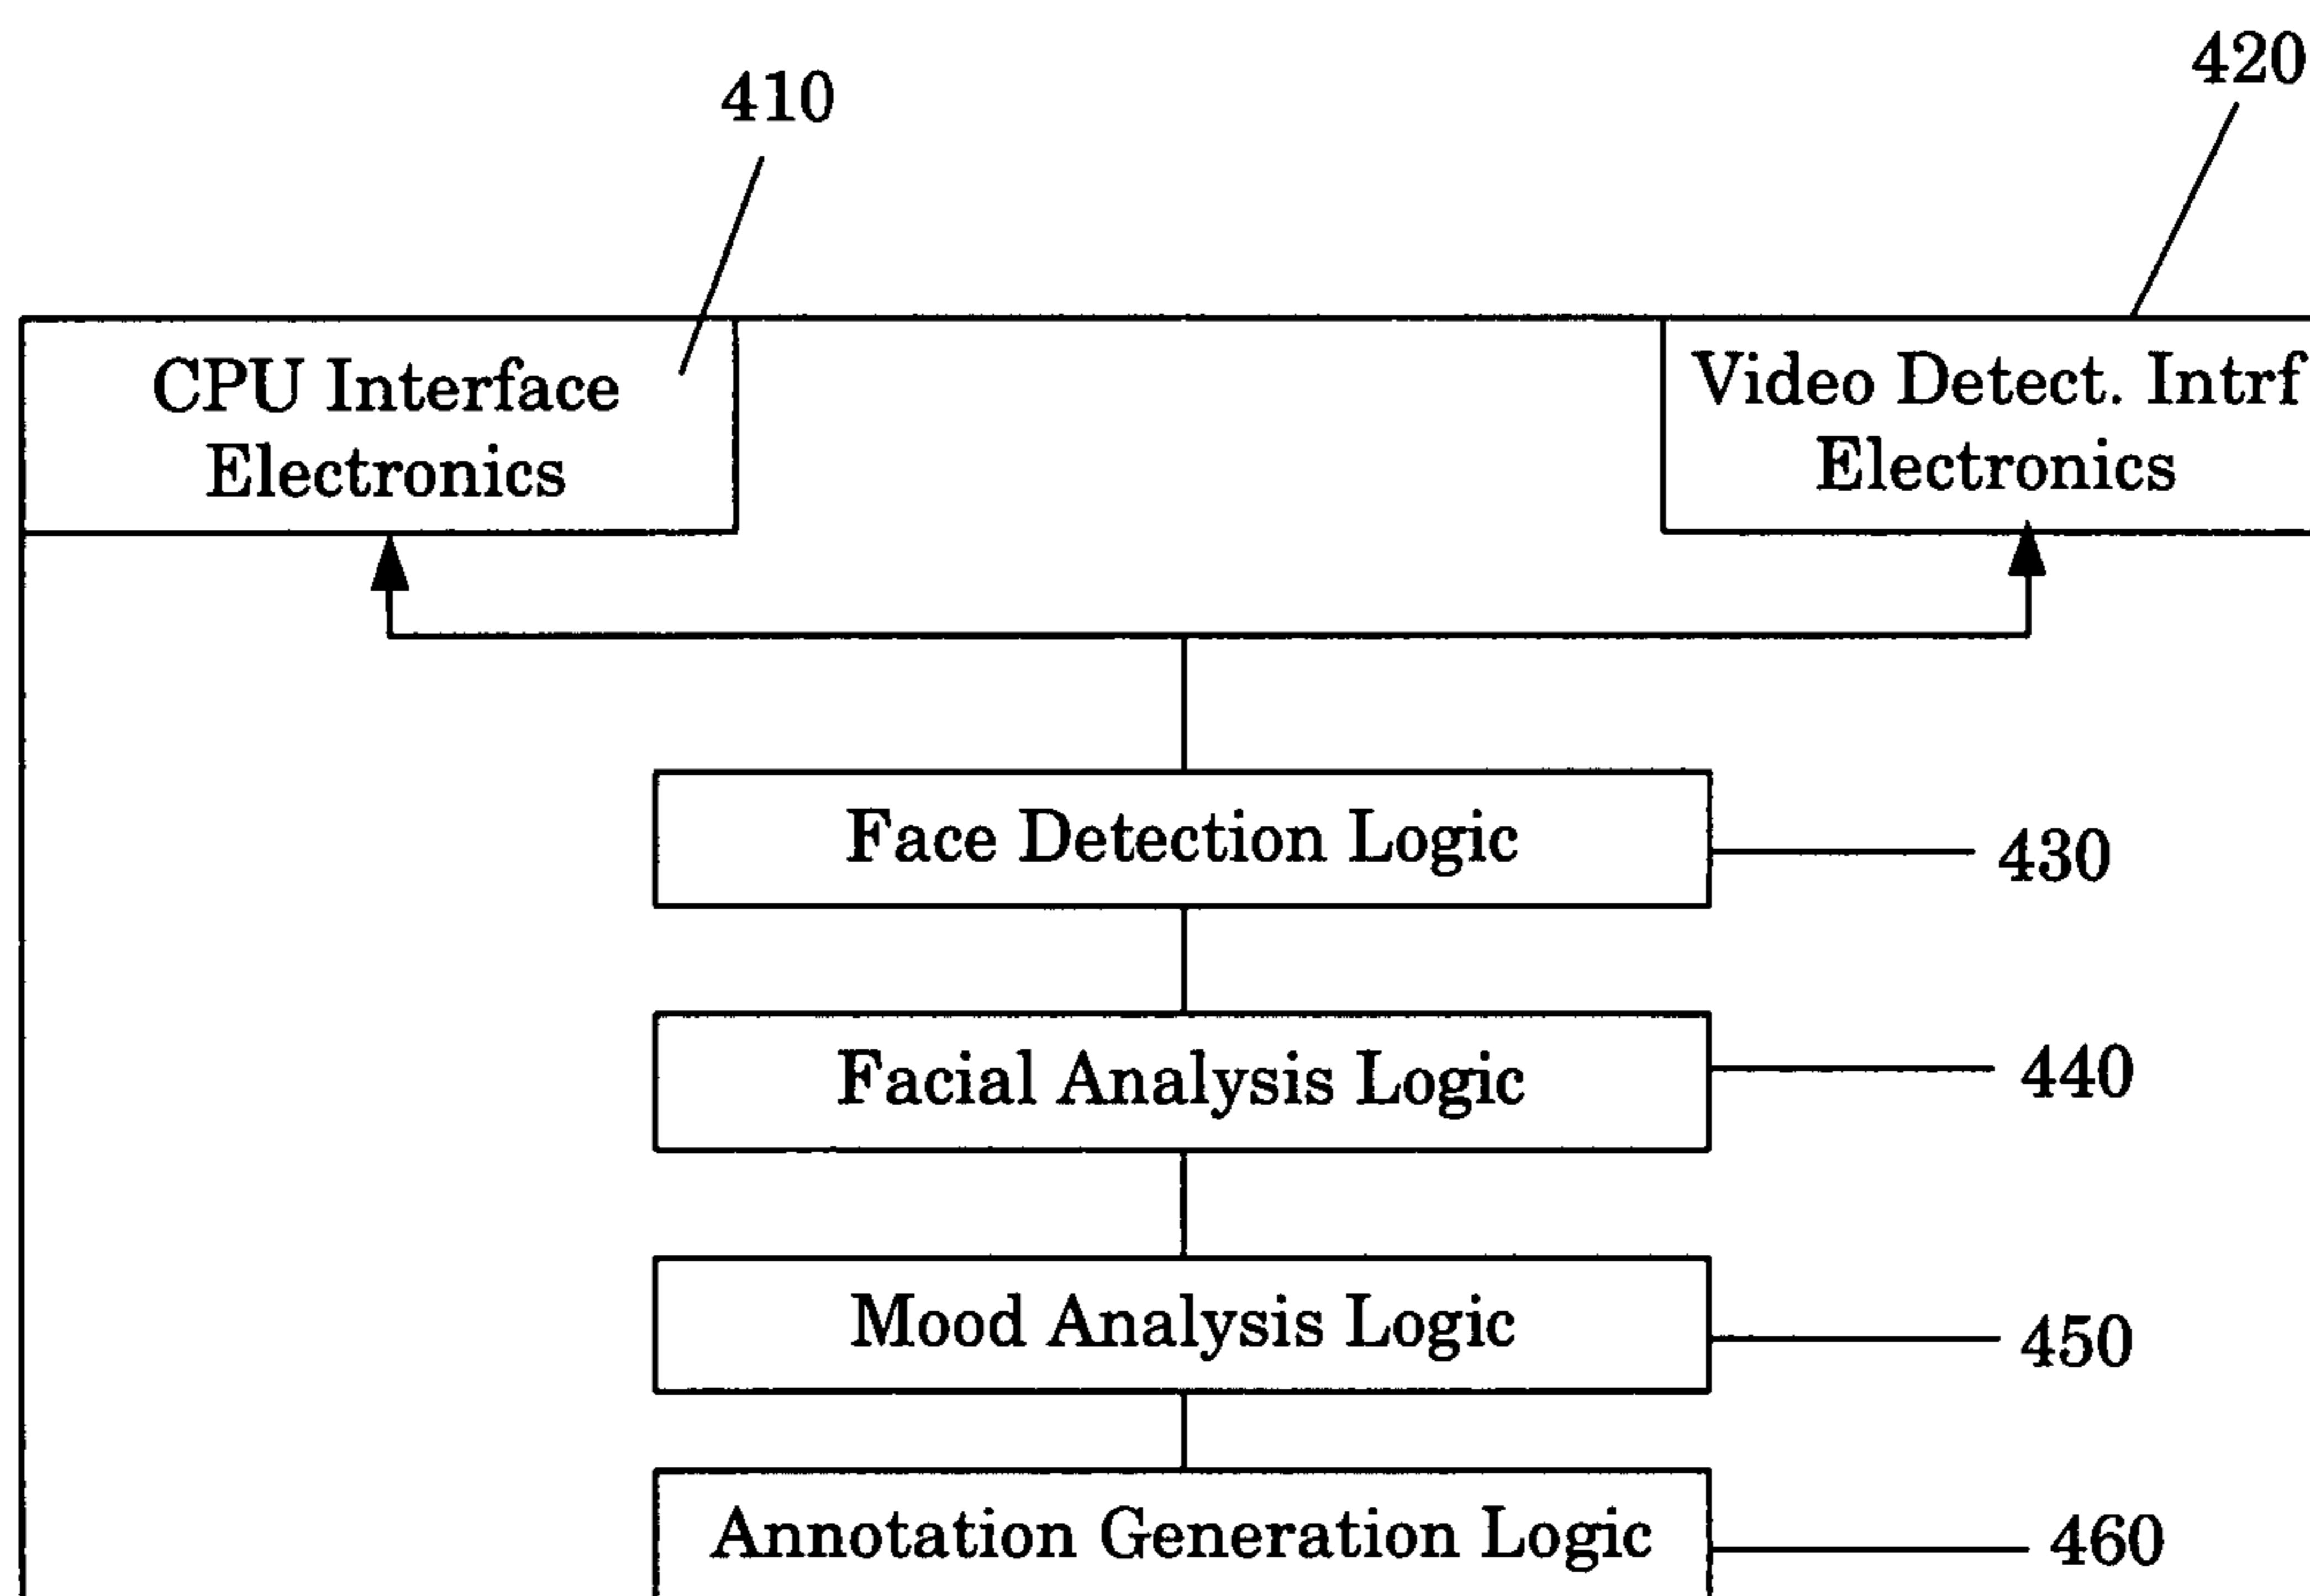 410
420
CPU Interface
Electronics
Video Detect. Intrf
Electronics
Face Detection Logic
430
Facial Analysis Logic
440
Mood Analysis Logic
450
Annotation Generation Logic
460